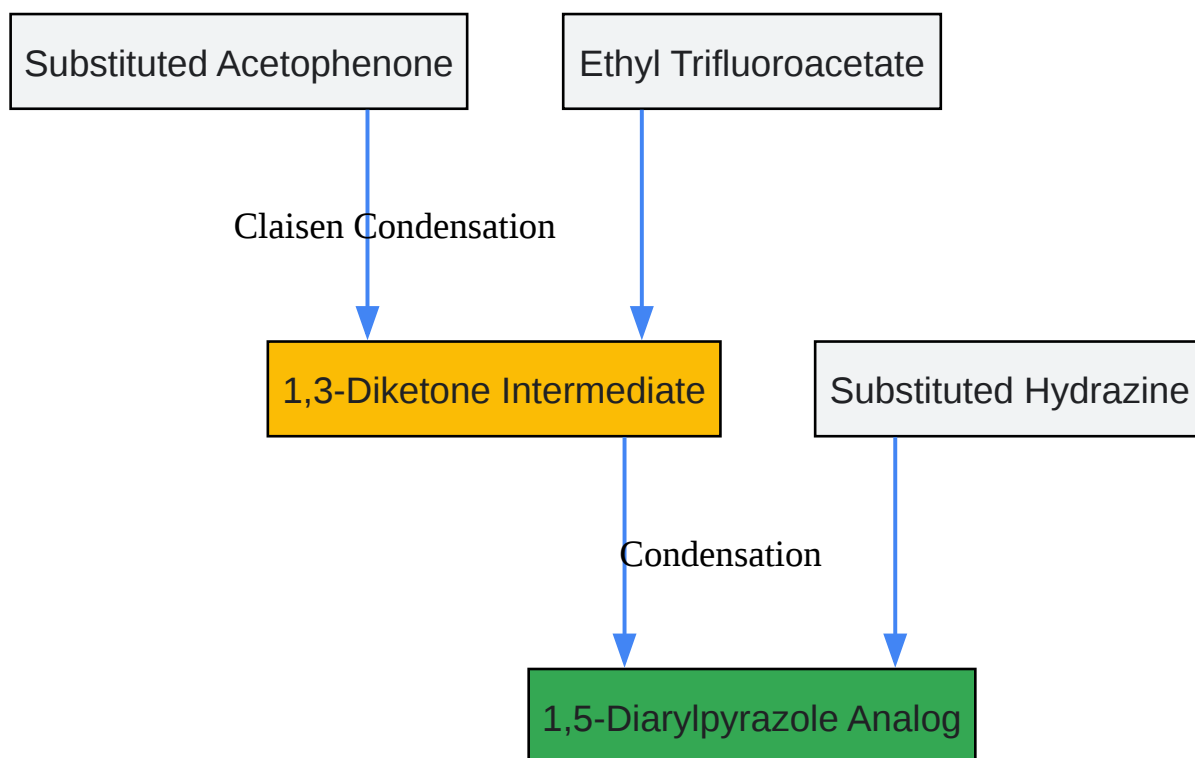 Substituted Acetophenone
Ethyl Trifluoroacetate
Claisen Condensation
1,3-Diketone Intermediate
Substituted Hydrazine
Condensation
1,5-Diarylpyrazole Analog